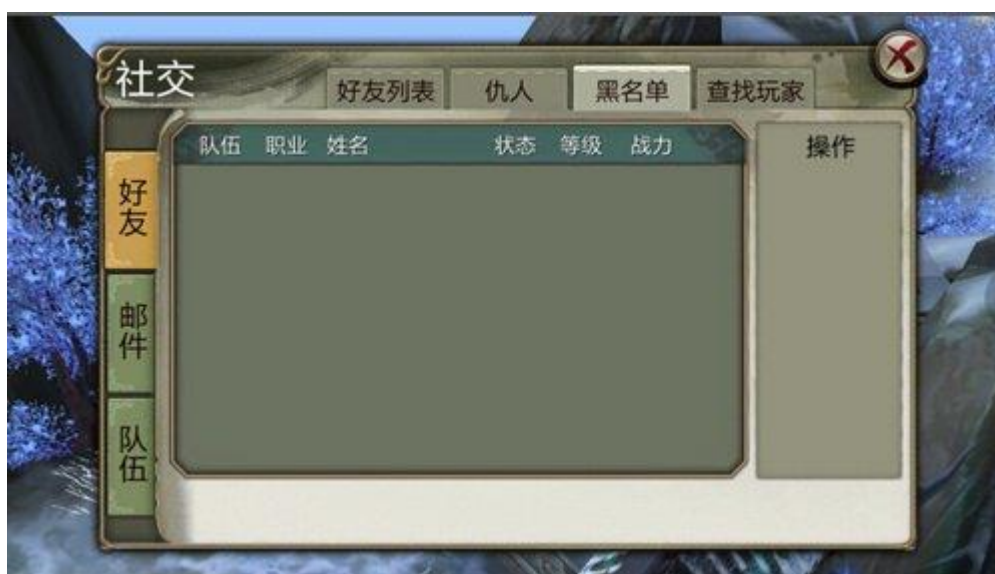 社交
好友列表 仇人 黑名单 查找玩家
队伍 职业 姓名 状态 等级 战力
操作
好友
邮件
队伍